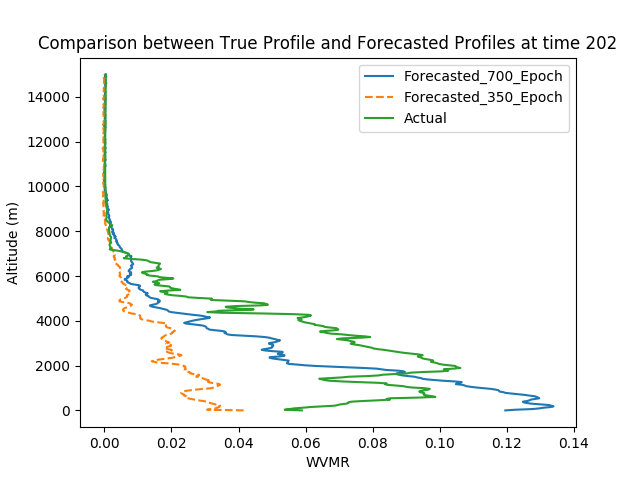 Comparison between True Profile and Forecasted Profiles at time 202
Forecasted_700_Epoch
Forecasted_350_Epoch
Actual
Altitude (m)
14000
12000
10000
8000
6000
4000
2000
0
0.00 0.02 0.04 0.06 0.08 0.10 0.12 0.14
WVMR